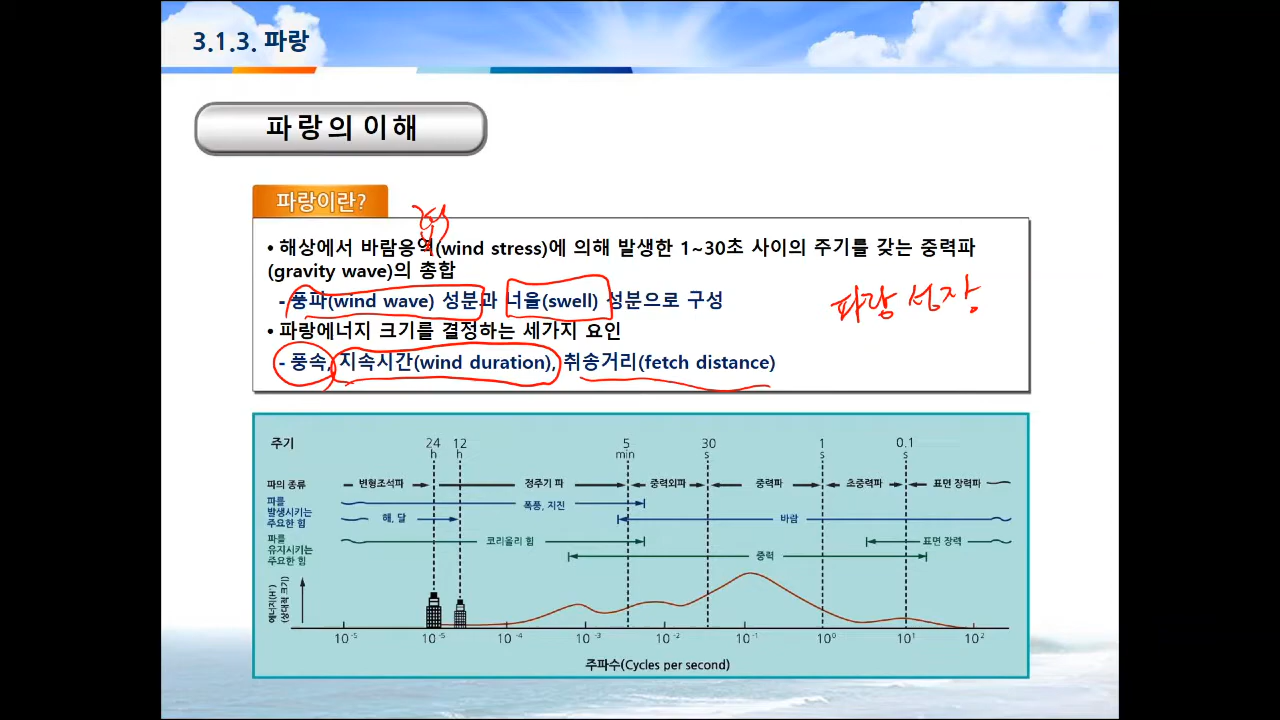 3.1.3. 파랑
파랑의 이해
파랑이란?
• 해상에서 바람응역(wind stress)에 의해 발생한 1~30초 사이의 주기를 갖는 중력파
(gravity wave)의 총합
- 풍파(wind wave) 성분과 너울(swell) 성분으로 구성
파랑 성장
• 파랑에너지 크기를 결정하는 세가지 요인
- 풍속, 지속시간(wind duration), 취송거리(fetch distance)
주기 24 12 5 30 1 0.1
h h min s s s
파의 종류 변형조석파 정주기 파 중력외파 중력파 초중력파 표면 장력파
파를
발생시키는
주요한 힘
폭풍, 지진
해, 달 바람
파를
유지시키는
주요한 힘
코리올리 힘 표면 장력
중력
에너지(H²)
(상대적 크기)
10-5 10-5 10-4 10-3 10-2 10-1 100 101 102
주파수(Cycles per second)